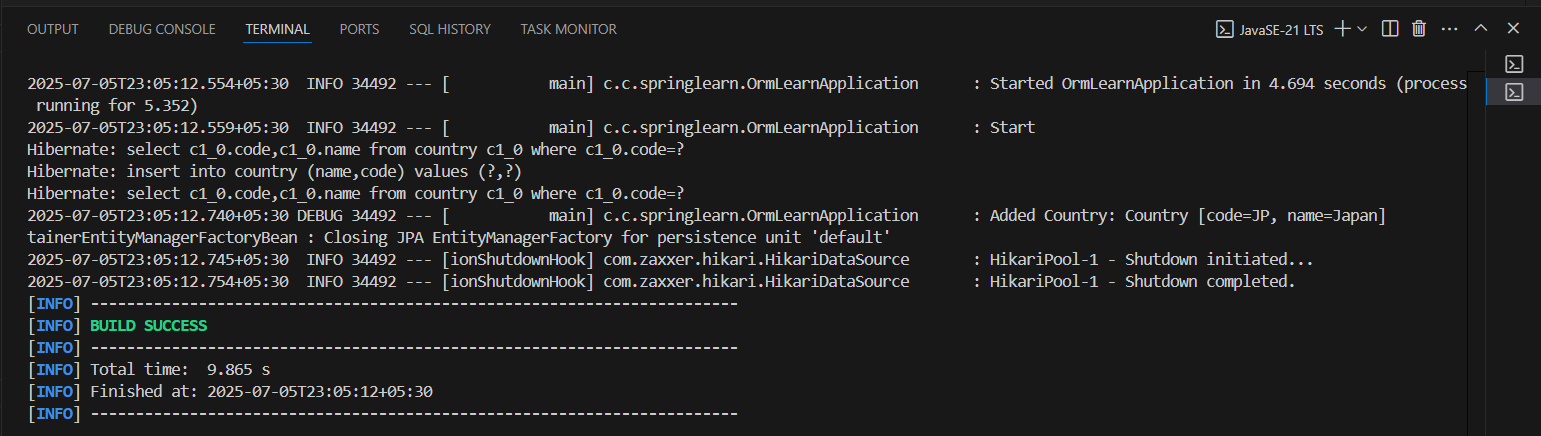 OUTPUT DEBUG CONSOLE TERMINAL PORTS SQL HISTORY TASK MONITOR JavaSE-21 LTS
2025-07-05T23:05:12.554+05:30  INFO 34492 --- [           main] c.c.springlearn.OrmLearnApplication      : Started OrmLearnApplication in 4.694 seconds (process
 running for 5.352)
2025-07-05T23:05:12.559+05:30  INFO 34492 --- [           main] c.c.springlearn.OrmLearnApplication      : Start
Hibernate: select c1_0.code,c1_0.name from country c1_0 where c1_0.code=?
Hibernate: insert into country (name,code) values (?,?)
Hibernate: select c1_0.code,c1_0.name from country c1_0 where c1_0.code=?
2025-07-05T23:05:12.740+05:30 DEBUG 34492 --- [           main] c.c.springlearn.OrmLearnApplication      : Added Country: Country [code=JP, name=Japan]
tainerEntityManagerFactoryBean : Closing JPA EntityManagerFactory for persistence unit 'default'
2025-07-05T23:05:12.745+05:30  INFO 34492 --- [ionShutdownHook] com.zaxxer.hikari.HikariDataSource       : HikariPool-1 - Shutdown initiated...
2025-07-05T23:05:12.754+05:30  INFO 34492 --- [ionShutdownHook] com.zaxxer.hikari.HikariDataSource       : HikariPool-1 - Shutdown completed.
[INFO] ------------------------------------------------------------------------
[INFO] BUILD SUCCESS
[INFO] ------------------------------------------------------------------------
[INFO] Total time:  9.865 s
[INFO] Finished at: 2025-07-05T23:05:12+05:30
[INFO] ------------------------------------------------------------------------